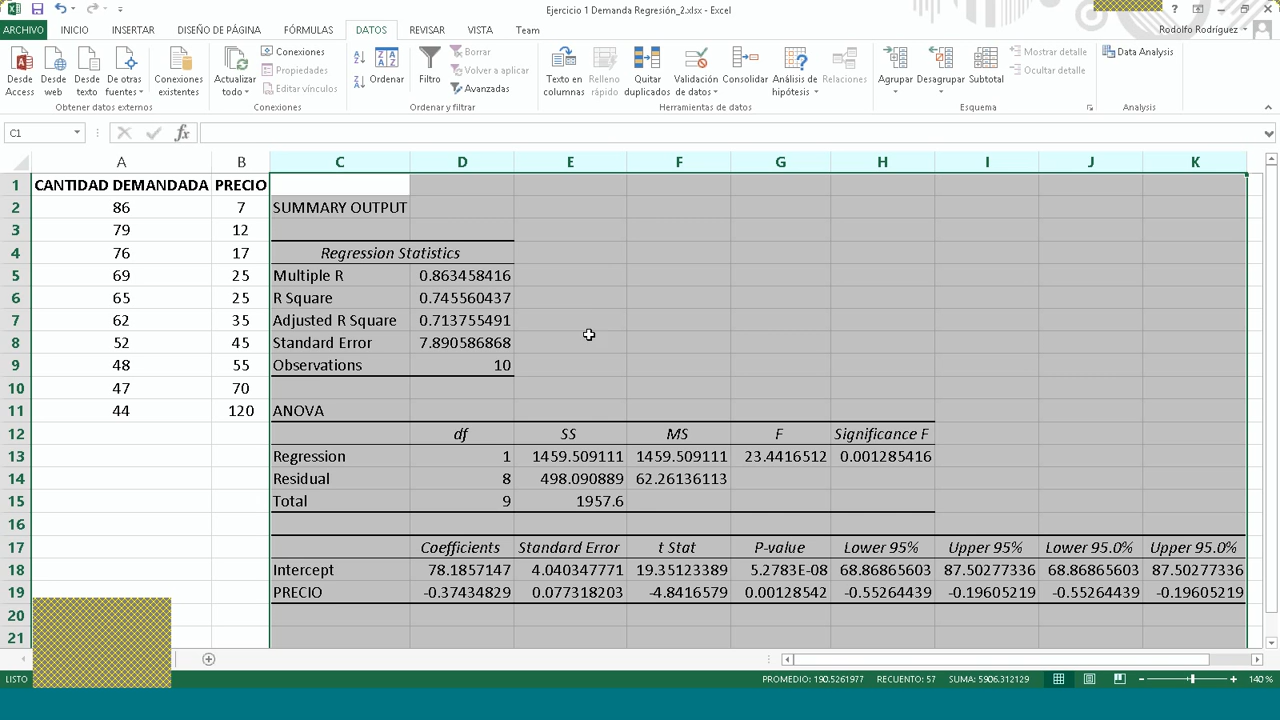 Ejercicio 1 Demanda Regresión_2.xlsx - Excel
ARCHIVO INICIO INSERTAR DISEÑO DE PÁGINA FÓRMULAS DATOS REVISAR VISTA Team Rodolfo Rodríguez
Desde Access Desde web Desde texto De otras fuentes Conexiones existentes Actualizar todo Conexiones Propiedades Editar vínculos Ordenar Filtro Borrar Volver a aplicar Avanzadas Texto en columnas Relleno rápido Quitar duplicados Validación de datos Consolidar Análisis de hipótesis Relaciones Agrupar Desagrupar Subtotal Mostrar detalle Ocultar detalle Data Analysis
Obtener datos externos Conexiones Ordenar y filtrar Herramientas de datos Esquema Analysis
C1 fx
A B C D E F G H I J K
1 CANTIDAD DEMANDADA PRECIO
2 86 7 SUMMARY OUTPUT
3 79 12
4 76 17 Regression Statistics
5 69 25 Multiple R 0.863458416
6 65 25 R Square 0.745560437
7 62 35 Adjusted R Square 0.713755491
8 52 45 Standard Error 7.890586868
9 48 55 Observations 10
10 47 70
11 44 120 ANOVA
12 df SS MS F Significance F
13 Regression 1 1459.509111 1459.509111 23.4416512 0.001285416
14 Residual 8 498.090889 62.26136113
15 Total 9 1957.6
16
17 Coefficients Standard Error t Stat P-value Lower 95% Upper 95% Lower 95.0% Upper 95.0%
18 Intercept 78.1857147 4.040347771 19.35123389 5.2783E-08 68.86865603 87.50277336 68.86865603 87.50277336
19 PRECIO -0.37434829 0.077318203 -4.8416579 0.00128542 -0.55264439 -0.19605219 -0.55264439 -0.19605219
20
21
LISTO PROMEDIO: 190.5261977 RECUENTO: 57 SUMA: 5906.312129 140 %